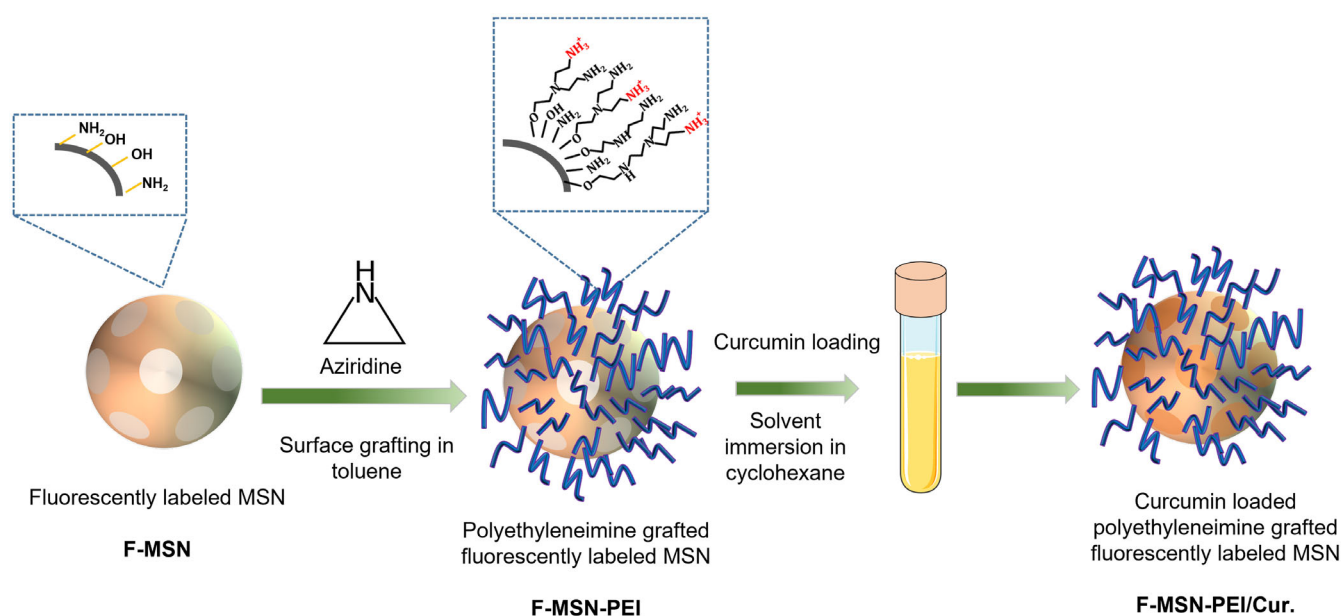 NH₂
OH
OH
NH₂
Fluorescently labeled MSN
F-MSN
H
N
Aziridine
Surface grafting in
toluene
NH₃⁺
NH₂
N
NH₂
NH₃⁺
N
NH₂
NH₂
NH₃⁺
N
O
OH
NH₂
O
O
NH
NH₂
O
N
H
Polyethyleneimine grafted
fluorescently labeled MSN
F-MSN-PEI
Curcumin loading
Solvent
immersion in
cyclohexane
Curcumin loaded
polyethyleneimine grafted
fluorescently labeled MSN
F-MSN-PEI/Cur.